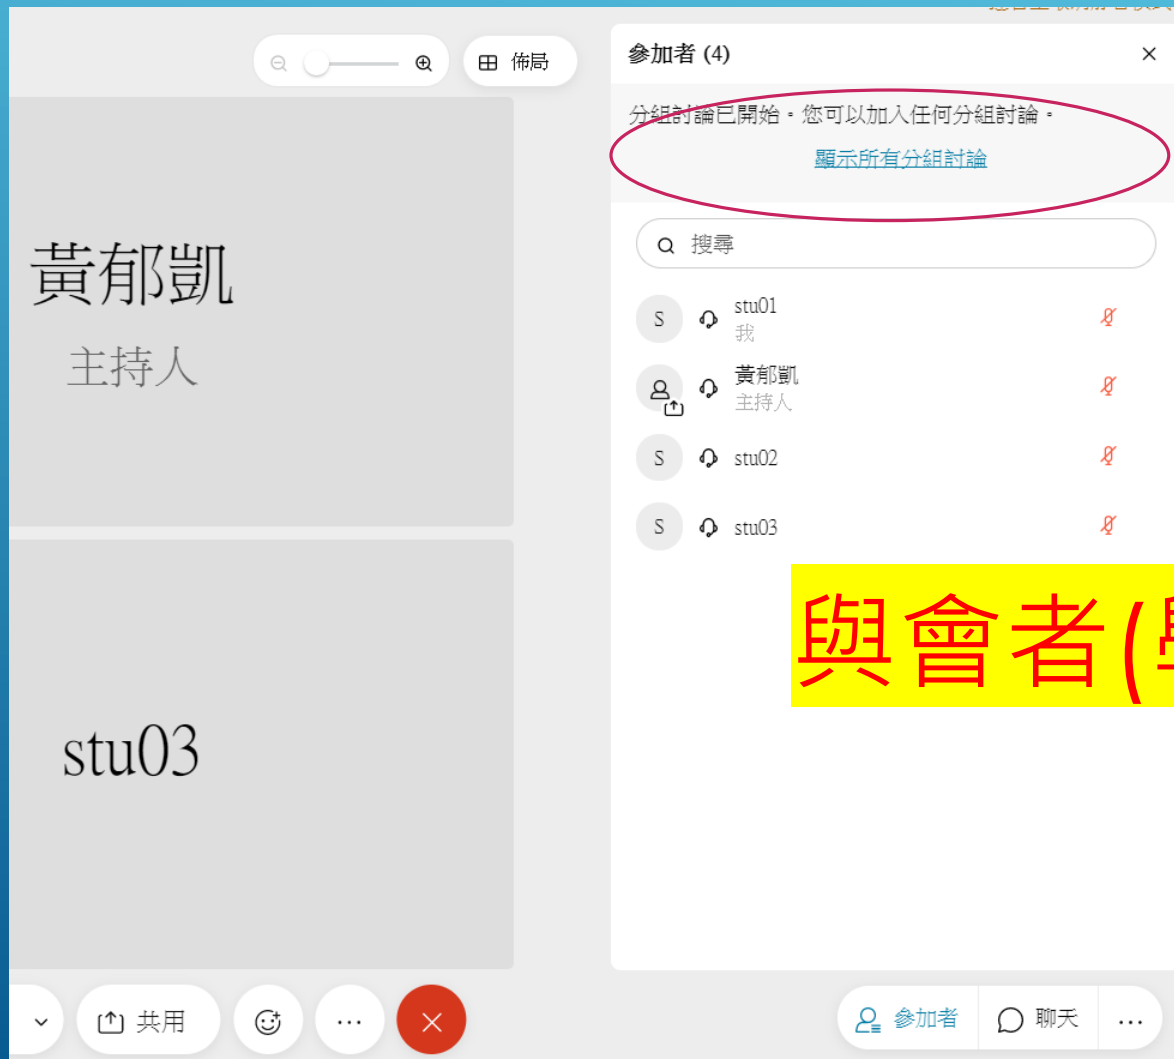 佈局
黃郁凱
主持人
stu03
共用
參加者 (4)
分組討論已開始。您可以加入任何分組討論。
顯示所有分組討論
搜尋
S
stu01
我
黃郁凱
主持人
S
stu02
S
stu03
與會者(
參加者
聊天